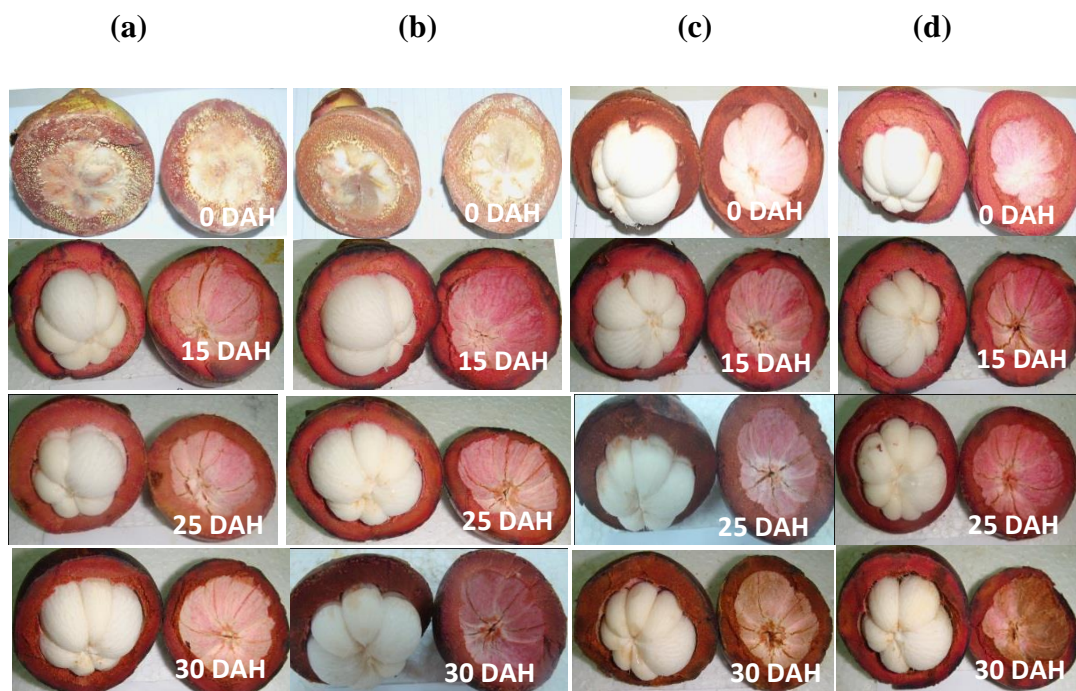 (a) (b) (c) (d)
0 DAH 0 DAH 0 DAH 0 DAH
15 DAH 15 DAH 15 DAH 15 DAH
25 DAH 25 DAH 25 DAH 25 DAH
30 DAH 30 DAH 30 DAH 30 DAH